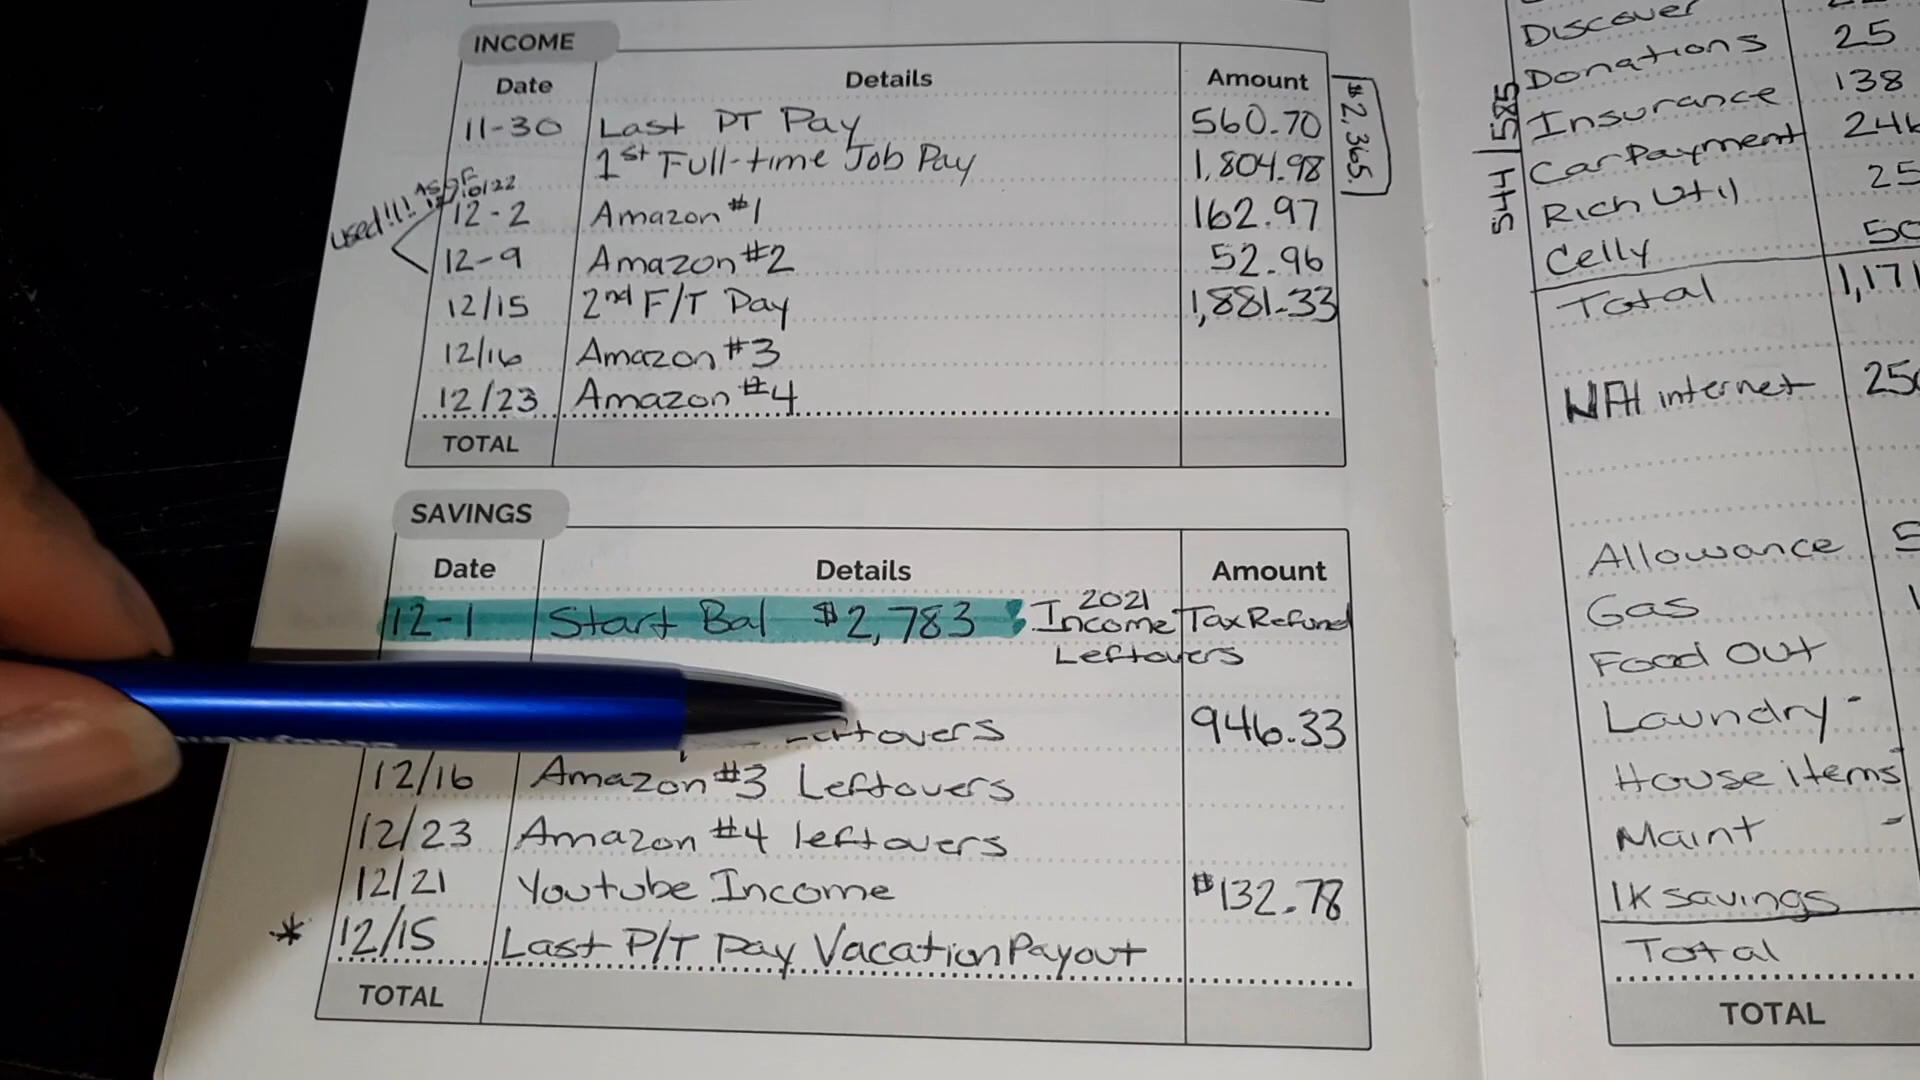 INCOME
Date Details Amount
11-30 Last PT Pay 560.70
1st Full-time Job Pay 1,804.98
$2,365.
used!!! AS OF
12-2 Amazon #1 162.97
12-9 Amazon #2 52.96
12/15 2nd F/T Pay 1,881.33
12/16 Amazon #3
12/23 Amazon #4
TOTAL
SAVINGS
Date Details Amount
12-1 Start Bal $2,783 2021 Income Tax Refund
Leftovers
946.33
12/16 Amazon #3 Leftovers
12/23 Amazon #4 leftovers
12/21 Youtube Income $132.78
* 12/15 Last P/T Pay Vacation Payout
TOTAL
544 | 585
Discover
Donations 25
Insurance 138
Car Payment
Rich Util 25
Celly
Total
WAH internet
Allowance
Gas
Food Out
Laundry -
House items
Maint -
1K savings
Total
TOTAL